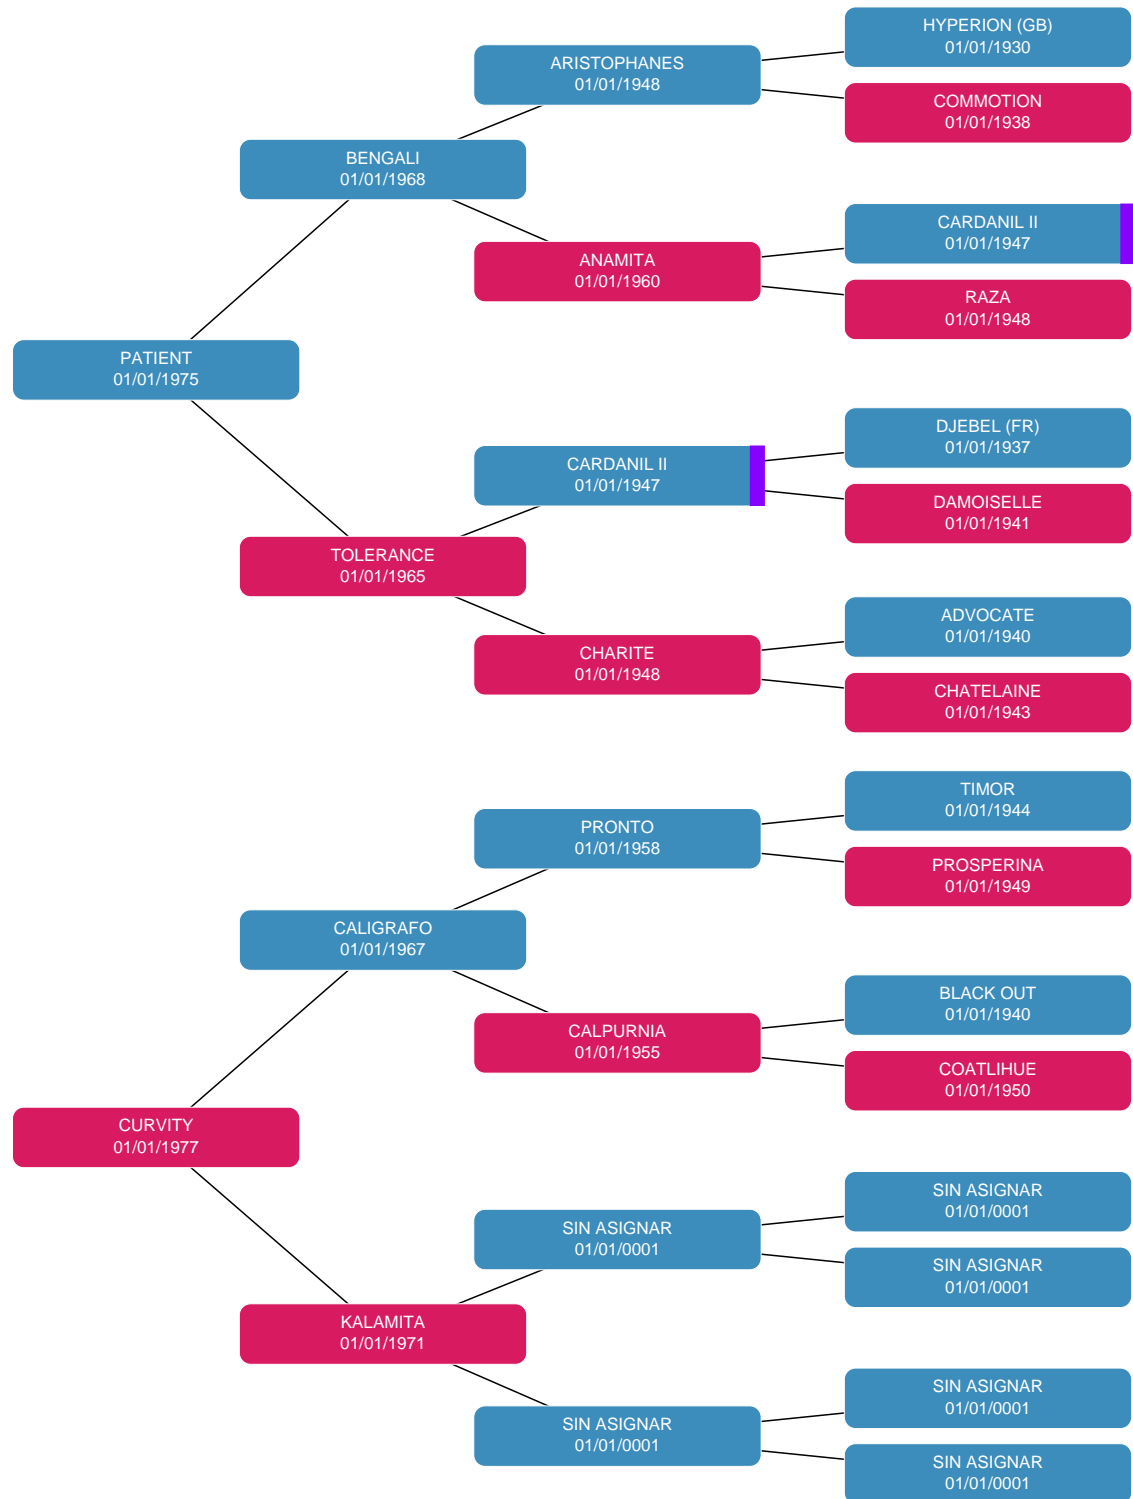 HYPERION (GB)
01/01/1930
ARISTOPHANES
01/01/1948
COMMOTION
01/01/1938
BENGALI
01/01/1968
CARDANIL II
01/01/1947
ANAMITA
01/01/1960
RAZA
01/01/1948
PATIENT
01/01/1975
DJEBEL (FR)
01/01/1937
CARDANIL II
01/01/1947
DAMOISELLE
01/01/1941
TOLERANCE
01/01/1965
ADVOCATE
01/01/1940
CHARITE
01/01/1948
CHATELAINE
01/01/1943
TIMOR
01/01/1944
PRONTO
01/01/1958
PROSPERINA
01/01/1949
CALIGRAFO
01/01/1967
BLACK OUT
01/01/1940
CALPURNIA
01/01/1955
COATLIHUE
01/01/1950
CURVITY
01/01/1977
SIN ASIGNAR
01/01/0001
SIN ASIGNAR
01/01/0001
SIN ASIGNAR
01/01/0001
KALAMITA
01/01/1971
SIN ASIGNAR
01/01/0001
SIN ASIGNAR
01/01/0001
SIN ASIGNAR
01/01/0001